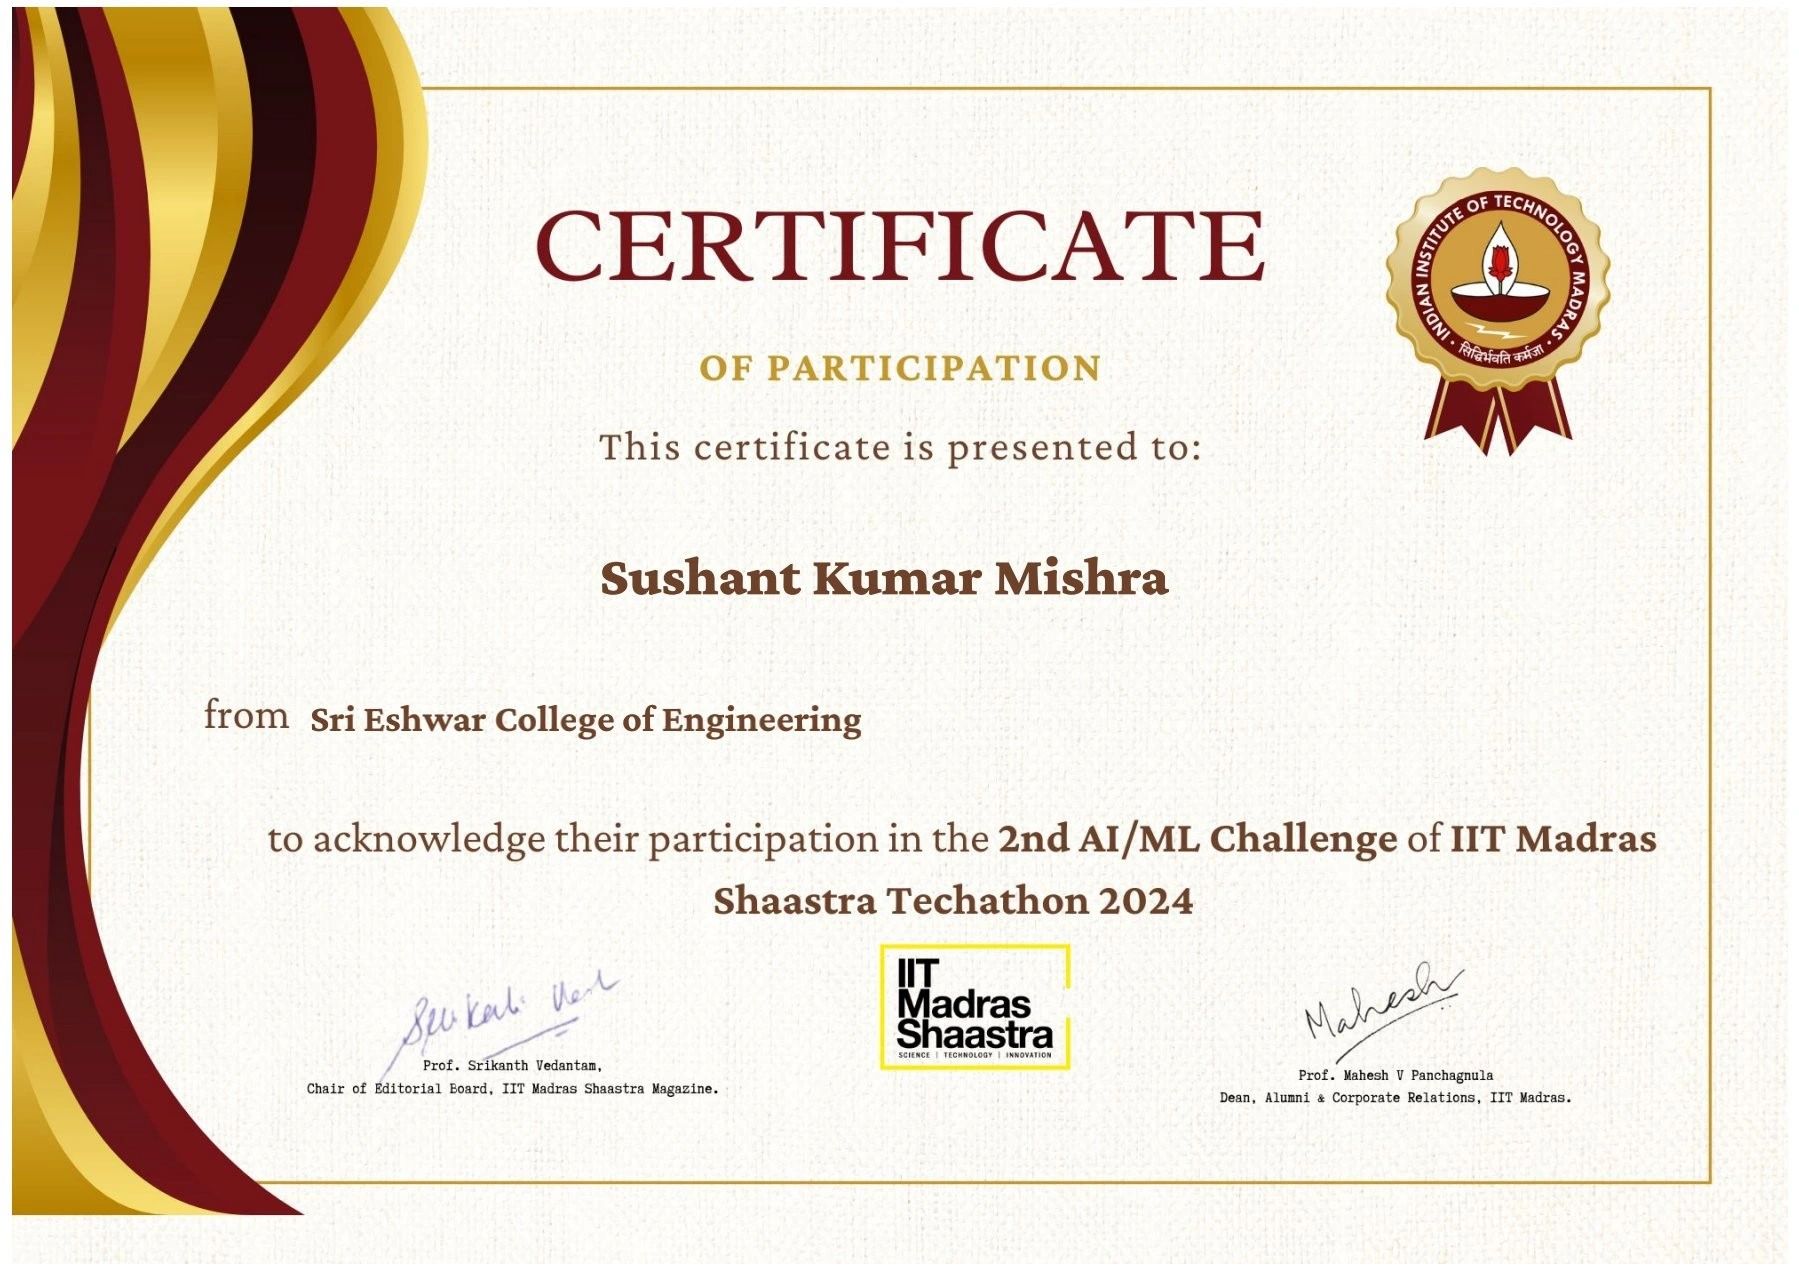 CERTIFICATE
INDIAN INSTITUTE OF TECHNOLOGY MADRAS
सिद्धिर्भवति कर्मजा
OF PARTICIPATION
This certificate is presented to:
Sushant Kumar Mishra
from Sri Eshwar College of Engineering
to acknowledge their participation in the 2nd AI/ML Challenge of IIT Madras
Shaastra Techathon 2024
IIT
Madras
Shaastra
SCIENCE | TECHNOLOGY | INNOVATION
Mahesh
Prof. Srikanth Vedantam,
Chair of Editorial Board, IIT Madras Shaastra Magazine.
Prof. Mahesh V Panchagnula
Dean, Alumni & Corporate Relations, IIT Madras.